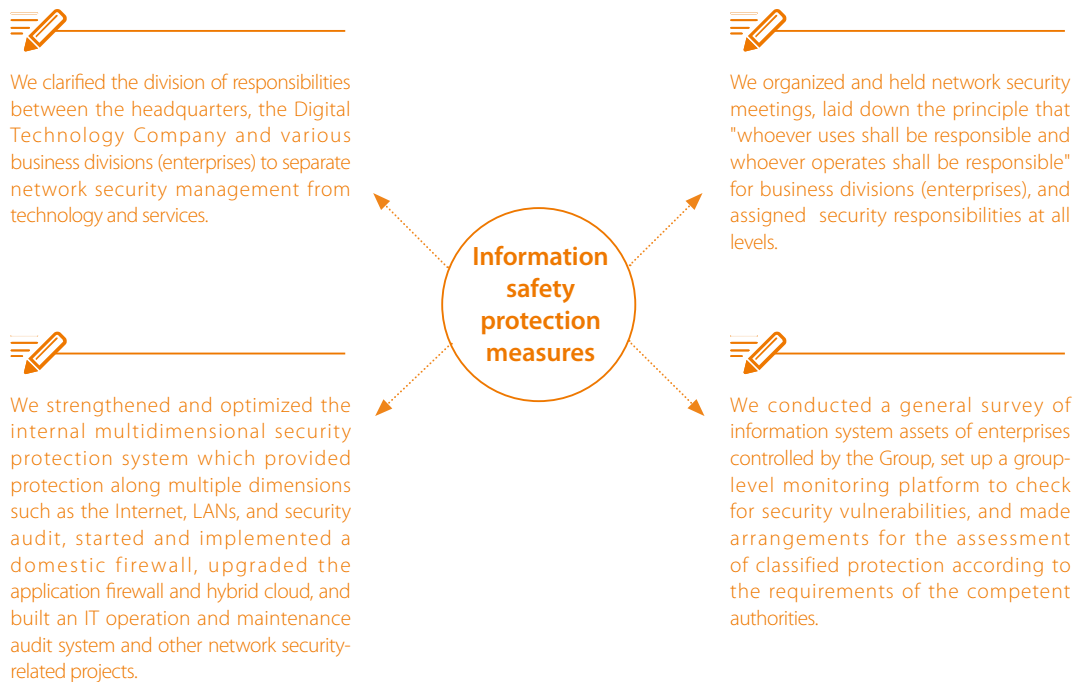 We clarified the division of responsibilities
between the headquarters, the Digital
Technology Company and various
business divisions (enterprises) to separate
network security management from
technology and services.
We organized and held network security
meetings, laid down the principle that
"whoever uses shall be responsible and
whoever operates shall be responsible"
for business divisions (enterprises), and
assigned security responsibilities at all
levels.
Information
safety
protection
measures
We strengthened and optimized the
internal multidimensional security
protection system which provided
protection along multiple dimensions
such as the Internet, LANs, and security
audit, started and implemented a
domestic firewall, upgraded the
application firewall and hybrid cloud, and
built an IT operation and maintenance
audit system and other network security-
related projects.
We conducted a general survey of
information system assets of enterprises
controlled by the Group, set up a group-
level monitoring platform to check
for security vulnerabilities, and made
arrangements for the assessment
of classified protection according to
the requirements of the competent
authorities.